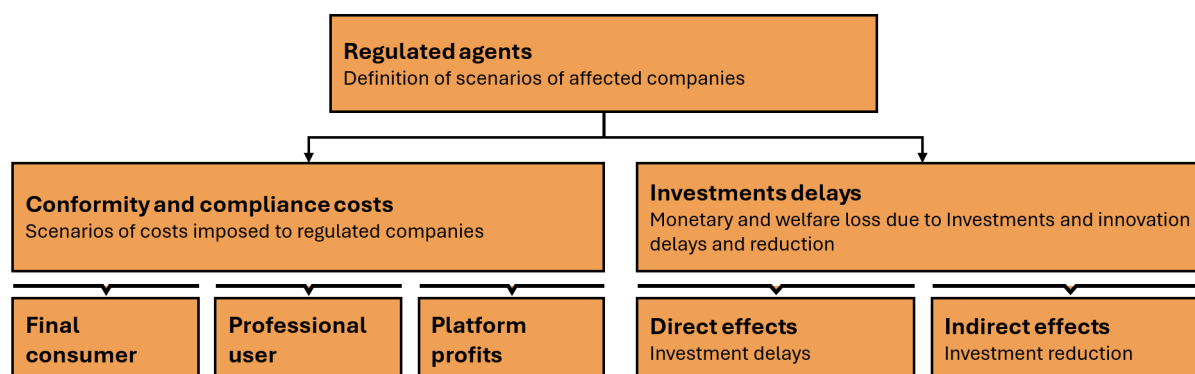 Regulated agents
Definition of scenarios of affected companies
Conformity and compliance costs
Scenarios of costs imposed to regulated companies
Investments delays
Monetary and welfare loss due to Investments and innovation
delays and reduction
Final
consumer
Professional
user
Platform
profits
Direct effects
Investment delays
Indirect effects
Investment reduction